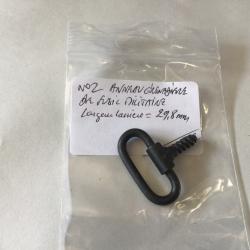 N°2 ANNEAU GRENADIÈRE
DE FUSIL MILITAIRE
Largeur lanière = 29,8 mm